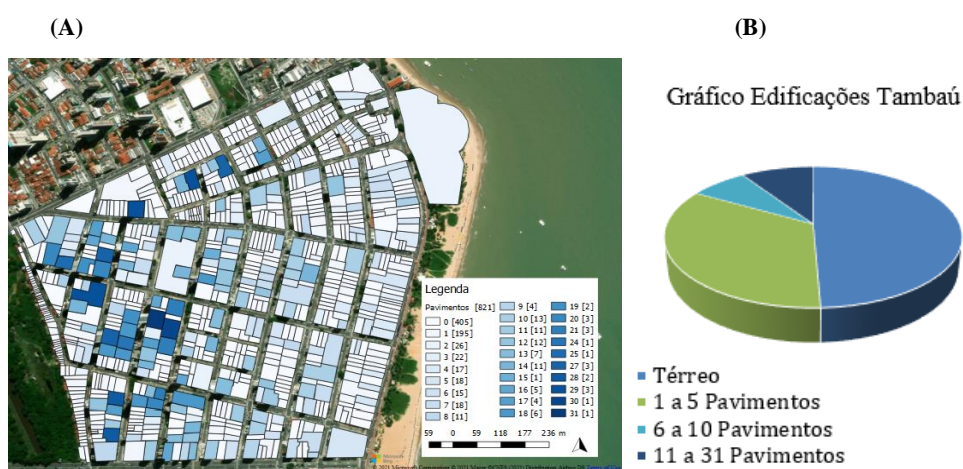 (A)
(B)
Legenda
Pavimentos [821]
0 [405]
1 [195]
2 [26]
3 [22]
4 [17]
5 [18]
6 [15]
7 [18]
8 [11]
9 [4]
10 [13]
11 [11]
12 [12]
13 [7]
14 [11]
15 [1]
16 [5]
17 [4]
18 [6]
19 [2]
20 [3]
21 [3]
24 [1]
25 [1]
27 [3]
28 [2]
29 [3]
30 [1]
31 [1]
59 0 59 118 177 236 m
Gráfico Edificações Tambaú
Térreo
1 a 5 Pavimentos
6 a 10 Pavimentos
11 a 31 Pavimentos